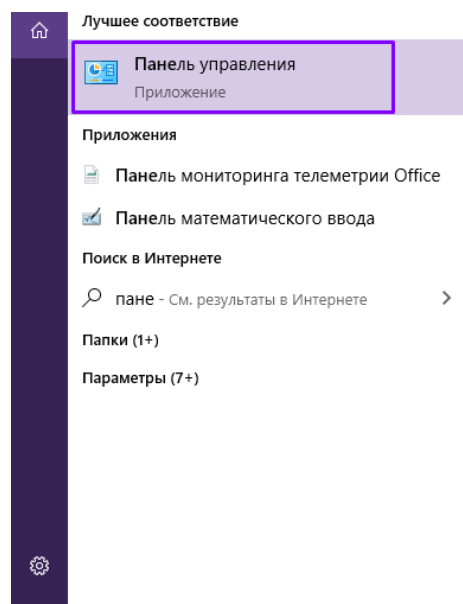 Лучшее соответствие
Панель управления
Приложение
Приложения
Панель мониторинга телеметрии Office
Панель математического ввода
Поиск в Интернете
пане - См. результаты в Интернете
Папки (1+)
Параметры (7+)